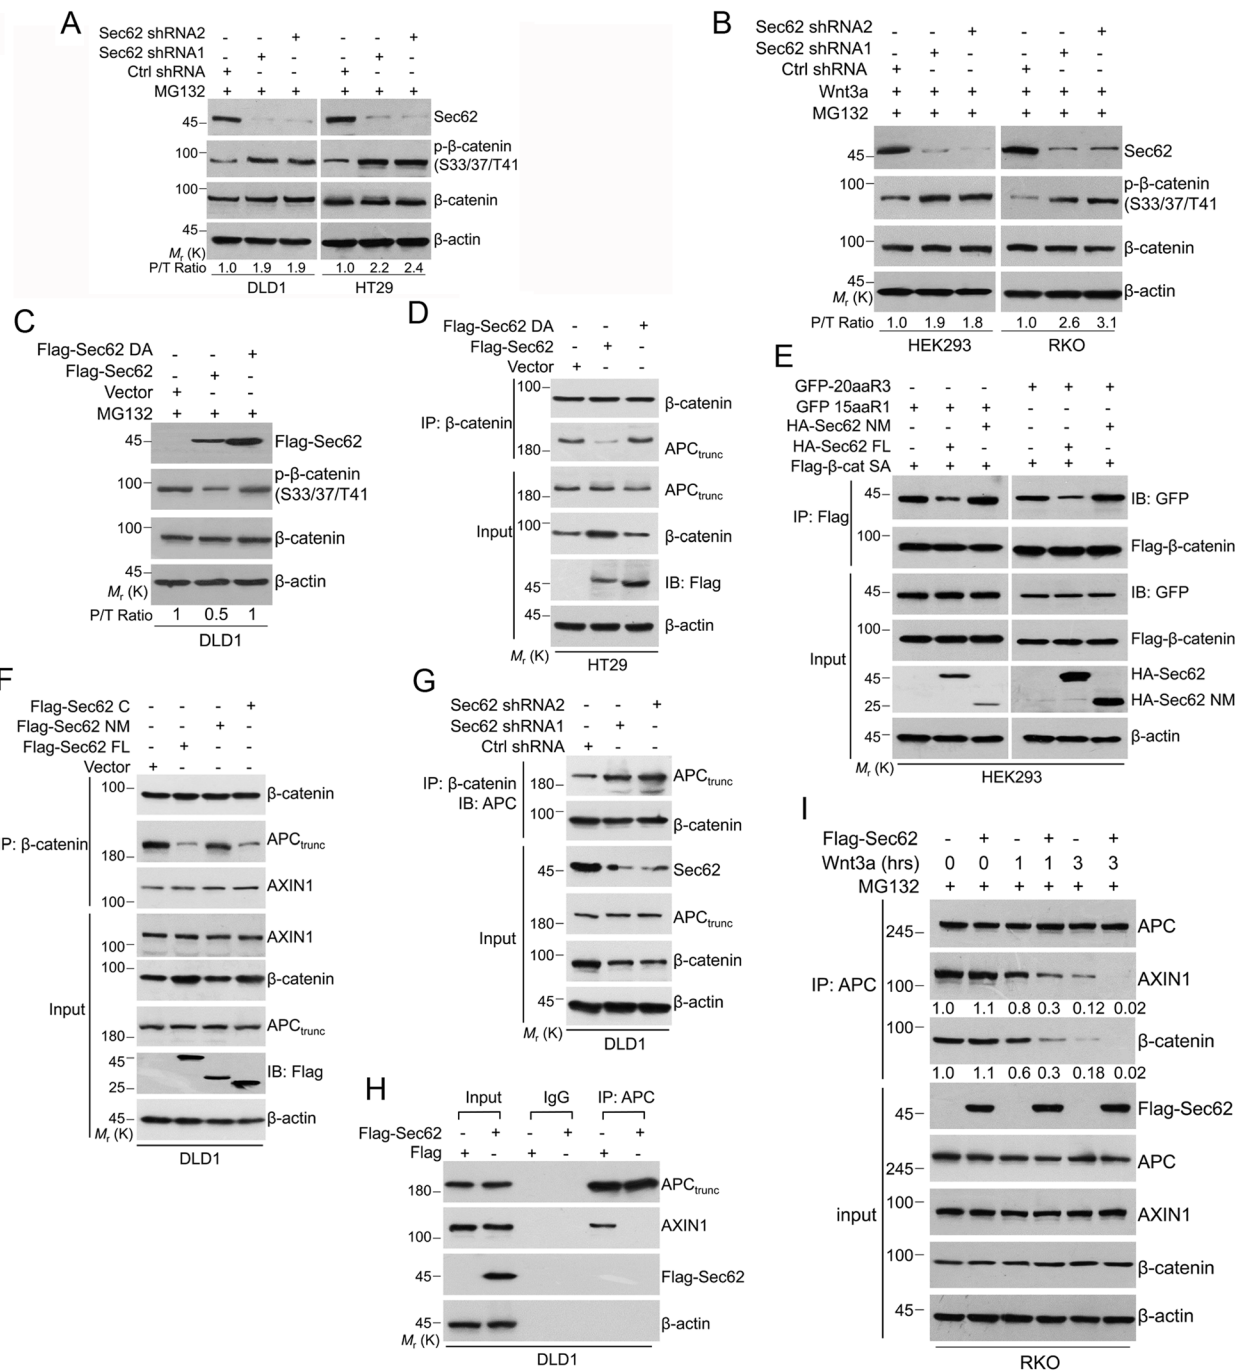 A
Sec62 shRNA2 - - + - - +
Sec62 shRNA1 - + - - + -
Ctrl shRNA + - - + - -
MG132 + + + + + +
45 Sec62
100 p-β-catenin
(S33/37/T41
100 β-catenin
45 β-actin
Mr (K)
P/T Ratio 1.0 1.9 1.9 1.0 2.2 2.4
DLD1 HT29
B
Sec62 shRNA2 - - + - - +
Sec62 shRNA1 - + - - + -
Ctrl shRNA + - - + - -
Wnt3a + + + + + +
MG132 + + + + + +
45 Sec62
100 p-β-catenin
(S33/37/T41
100 β-catenin
45 β-actin
Mr (K)
P/T Ratio 1.0 1.9 1.8 1.0 2.6 3.1
HEK293 RKO
C
Flag-Sec62 DA - - +
Flag-Sec62 - + -
Vector + - -
MG132 + + +
45 Flag-Sec62
100 p-β-catenin
(S33/37/T41
100 β-catenin
45 β-actin
Mr (K)
P/T Ratio 1 0.5 1
DLD1
D
Flag-Sec62 DA - - +
Flag-Sec62 - + -
Vector + - -
IP: β-catenin
100 β-catenin
180 APCtrunc
Input
180 APCtrunc
100 β-catenin
45 IB: Flag
45 β-actin
Mr (K)
HT29
E
GFP-20aaR3 - - - + + +
GFP 15aaR1 + + + - - -
HA-Sec62 NM - - + - - +
HA-Sec62 FL - + - - + -
Flag-β-cat SA + + + + + +
IP: Flag
45 IB: GFP
100 Flag-β-catenin
Input
45 IB: GFP
100 Flag-β-catenin
45 HA-Sec62
25 HA-Sec62 NM
45 β-actin
Mr (K)
HEK293
F
Flag-Sec62 C - - - +
Flag-Sec62 NM - - + -
Flag-Sec62 FL - + - -
Vector + - - -
P: β-catenin
100 β-catenin
180 APCtrunc
100 AXIN1
Input
100 AXIN1
100 β-catenin
180 APCtrunc
45 IB: Flag
25
45 β-actin
Mr (K)
DLD1
G
Sec62 shRNA2 - - +
Sec62 shRNA1 - + -
Ctrl shRNA + - -
IP: β-catenin
IB: APC
180 APCtrunc
100 β-catenin
Input
45 Sec62
180 APCtrunc
100 β-catenin
45 β-actin
Mr (K)
DLD1
H
Input IgG IP: APC
Flag-Sec62 - + - + - +
Flag + - + - + -
180 APCtrunc
100 AXIN1
45 Flag-Sec62
45 β-actin
Mr (K)
DLD1
I
Flag-Sec62 - + - + - +
Wnt3a (hrs) 0 0 1 1 3 3
MG132 + + + + + +
IP: APC
245 APC
100 AXIN1
1.0 1.1 0.8 0.3 0.12 0.02
100 β-catenin
1.0 1.1 0.6 0.3 0.18 0.02
input
45 Flag-Sec62
245 APC
100 AXIN1
100 β-catenin
45 β-actin
RKO